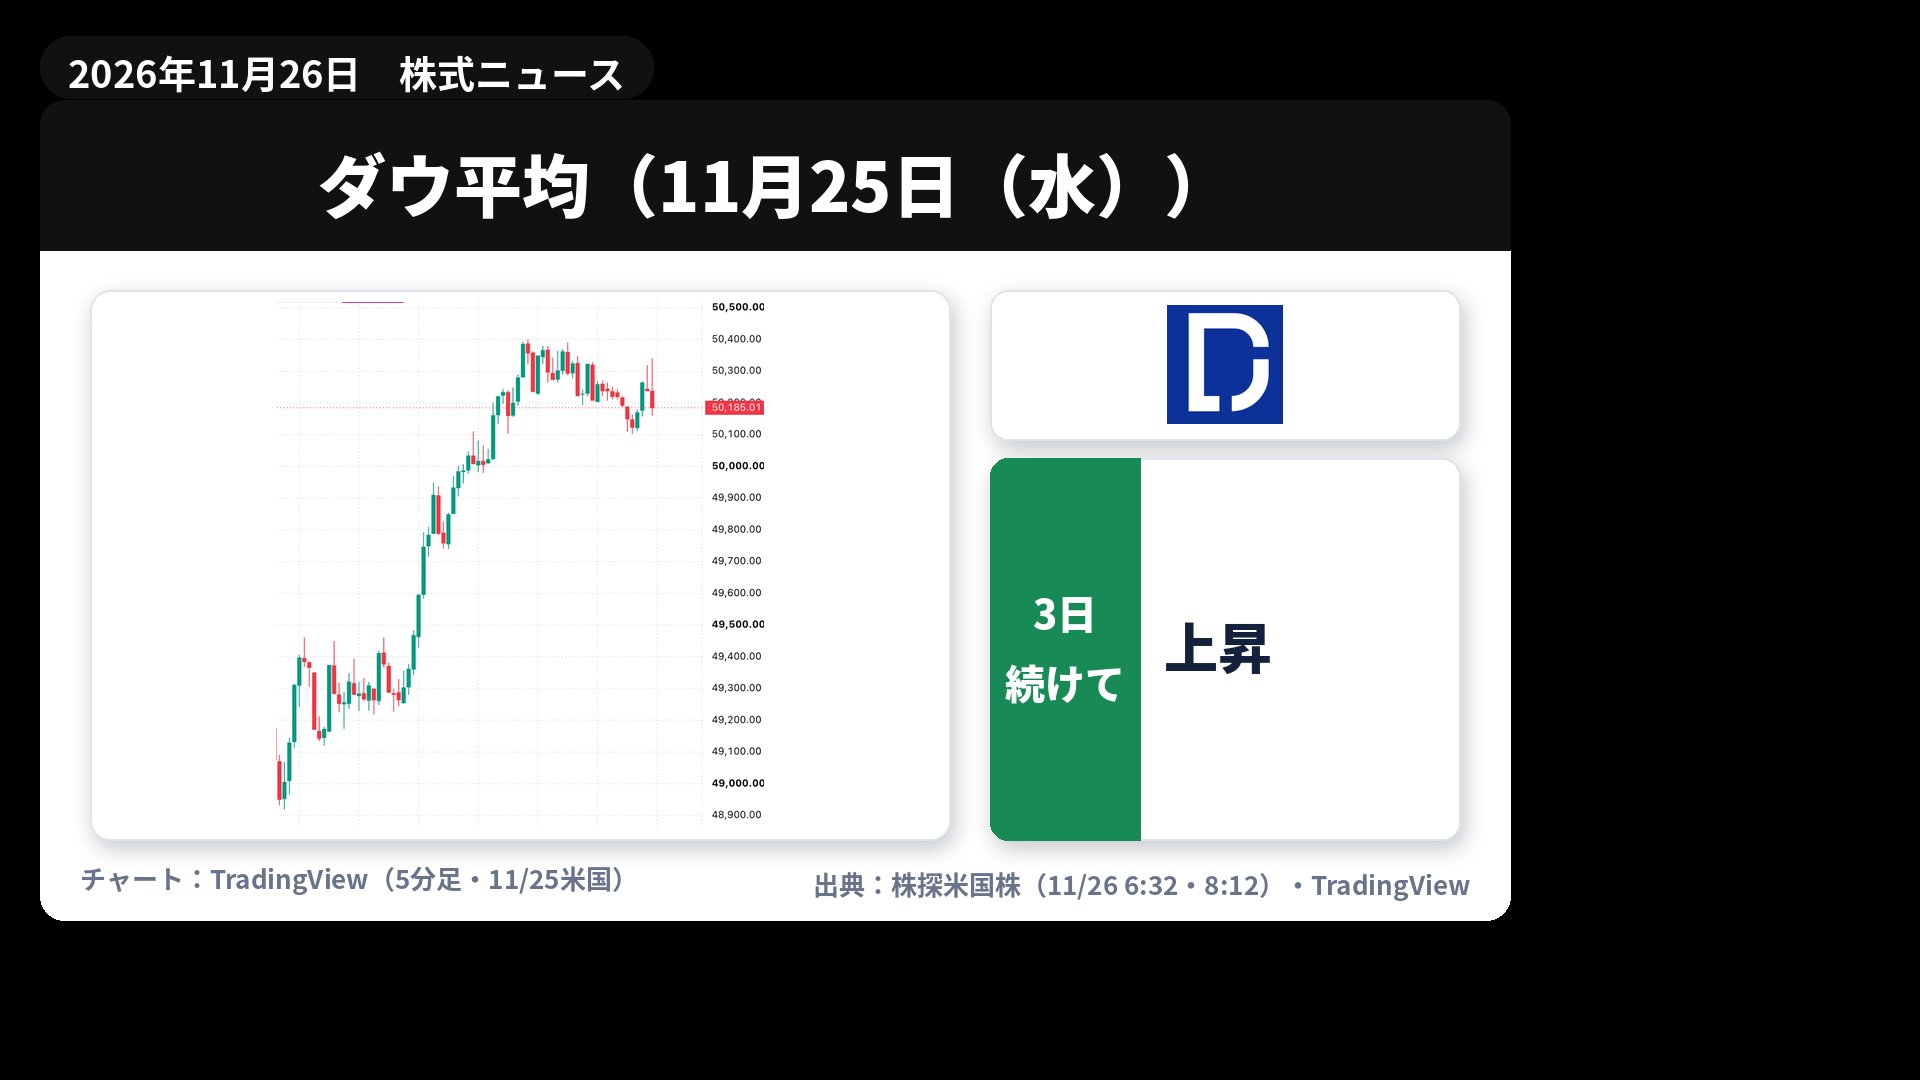 2026年11月26日　株式ニュース
ダウ平均（11月25日（水））
50,500.00
50,400.00
50,300.00
50,185.01
50,100.00
50,000.00
49,900.00
49,800.00
49,700.00
49,600.00
49,500.00
49,400.00
49,300.00
49,200.00
49,100.00
49,000.00
48,900.00
3日
続けて
上昇
チャート：TradingView（5分足・11/25米国）
出典：株探米国株（11/26 6:32・8:12）・TradingView